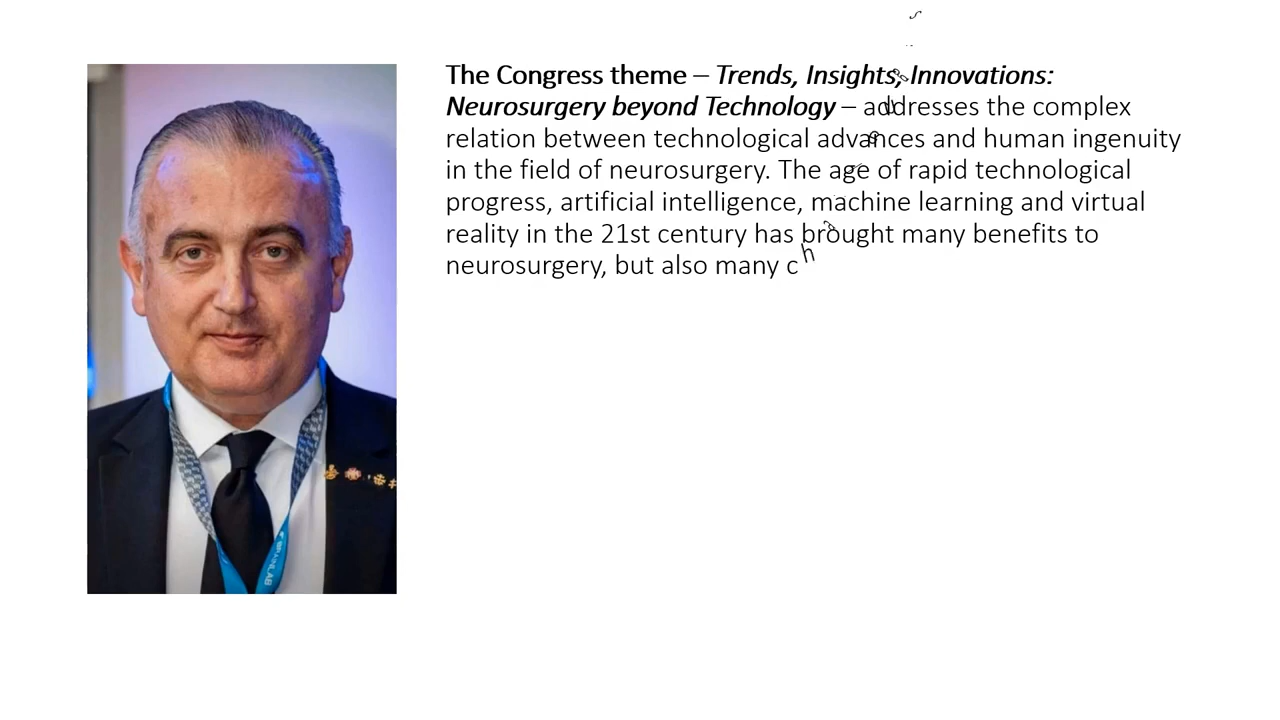 The Congress theme – Trends, Insights, Innovations:
Neurosurgery beyond Technology – addresses the complex
relation between technological advances and human ingenuity
in the field of neurosurgery. The age of rapid technological
progress, artificial intelligence, machine learning and virtual
reality in the 21st century has brought many benefits to
neurosurgery, but also many ch
BRAINLAB